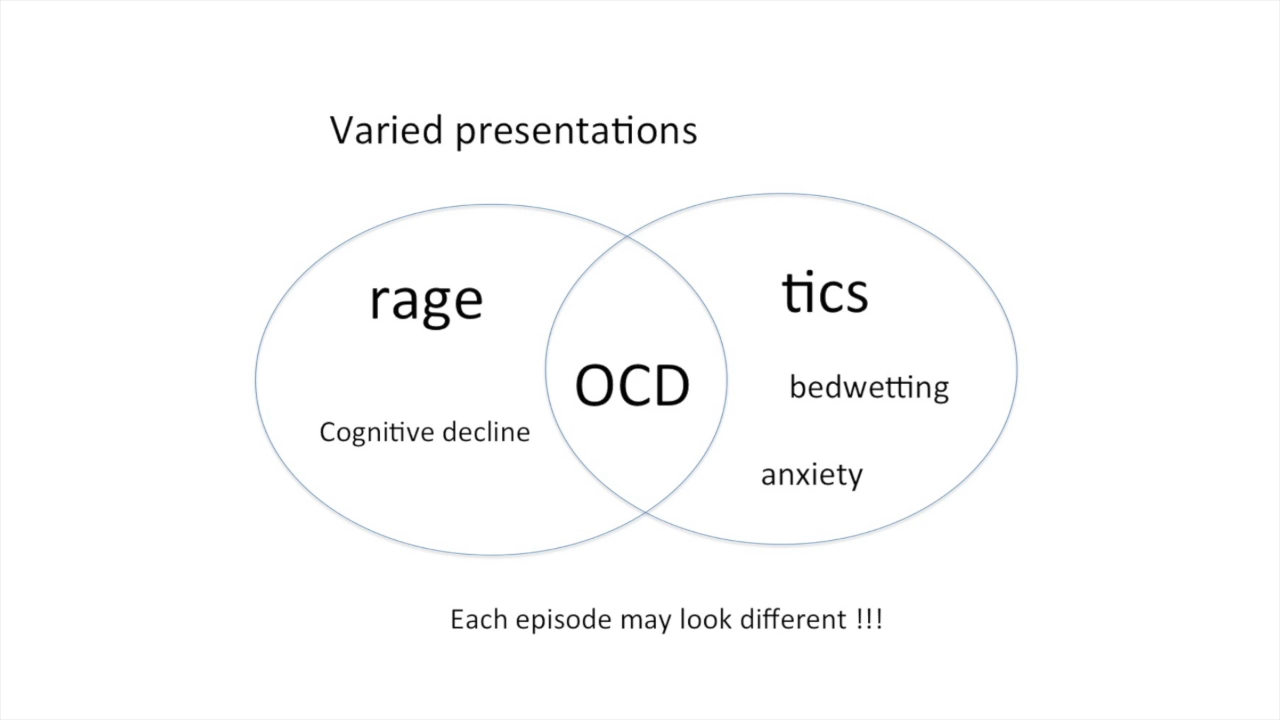 Varied presentations
rage
tics
OCD
bedwetting
Cognitive decline
anxiety
Each episode may look different !!!